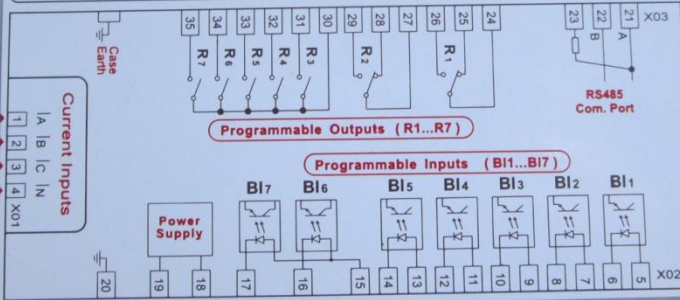 35 34 33 32 31 30 29 28 27 26 25 24 23 22 21 X03
B A
Case
Earth
R7 R6 R5 R4 R3 R2 R1
RS485
Com. Port
Programmable Outputs (R1...R7)
Current Inputs
IA IB IC IN
1 2 3 4
X01
Programmable Inputs (BI1...BI7)
BI7 BI6 BI5 BI4 BI3 BI2 BI1
Power
Supply
20 19 18 17 16 15 14 13 12 11 10 9 8 7 6 5 X02